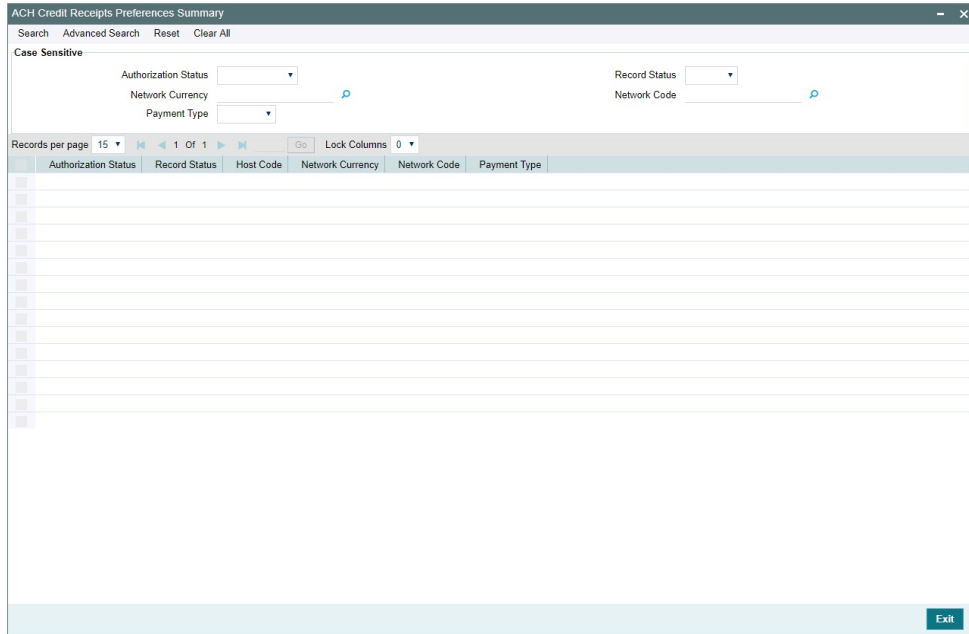 ACH Credit Receipts Preferences Summary
Search Advanced Search Reset Clear All
Case Sensitive
Authorization Status Record Status
Network Currency Network Code
Payment Type
Records per page 15 1 Of 1 Go Lock Columns 0
Authorization Status Record Status Host Code Network Currency Network Code Payment Type
Exit